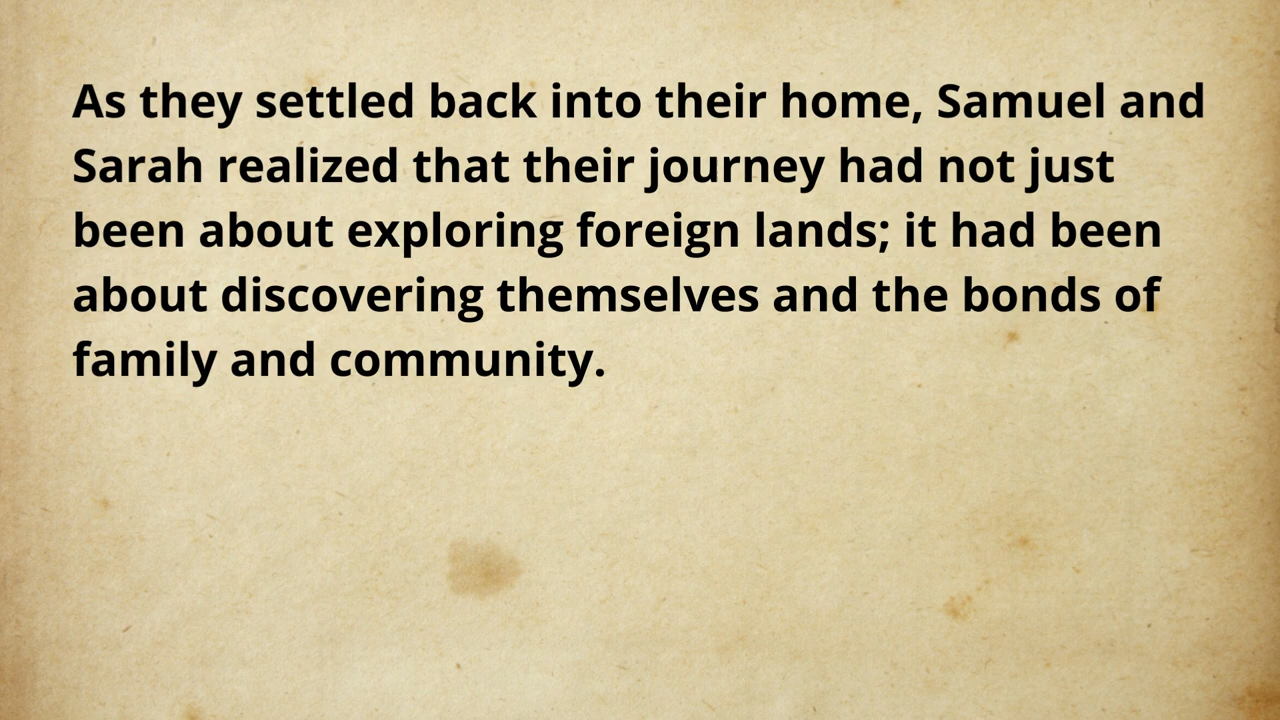 As they settled back into their home, Samuel and
Sarah realized that their journey had not just
been about exploring foreign lands; it had been
about discovering themselves and the bonds of
family and community.